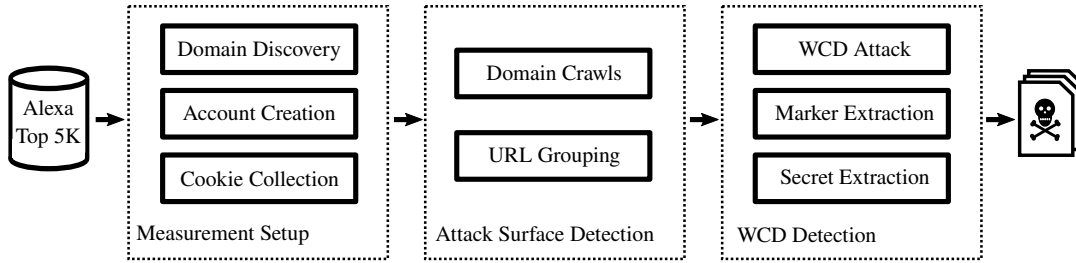 Alexa
Top 5K
Domain Discovery
Account Creation
Cookie Collection
Measurement Setup
Domain Crawls
URL Grouping
Attack Surface Detection
WCD Attack
Marker Extraction
Secret Extraction
WCD Detection